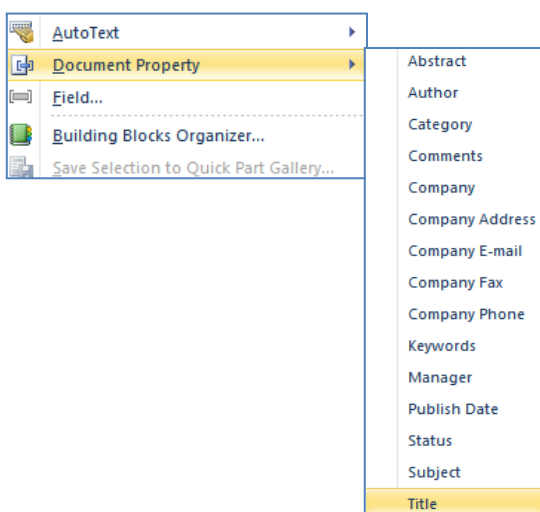 AutoText
Document Property
Field...
Building Blocks Organizer...
Save Selection to Quick Part Gallery...
Abstract
Author
Category
Comments
Company
Company Address
Company E-mail
Company Fax
Company Phone
Keywords
Manager
Publish Date
Status
Subject
Title